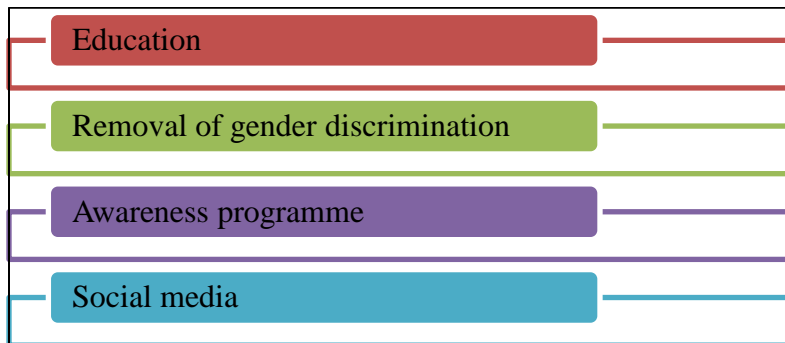 Education
Removal of gender discrimination
Awareness programme
Social media